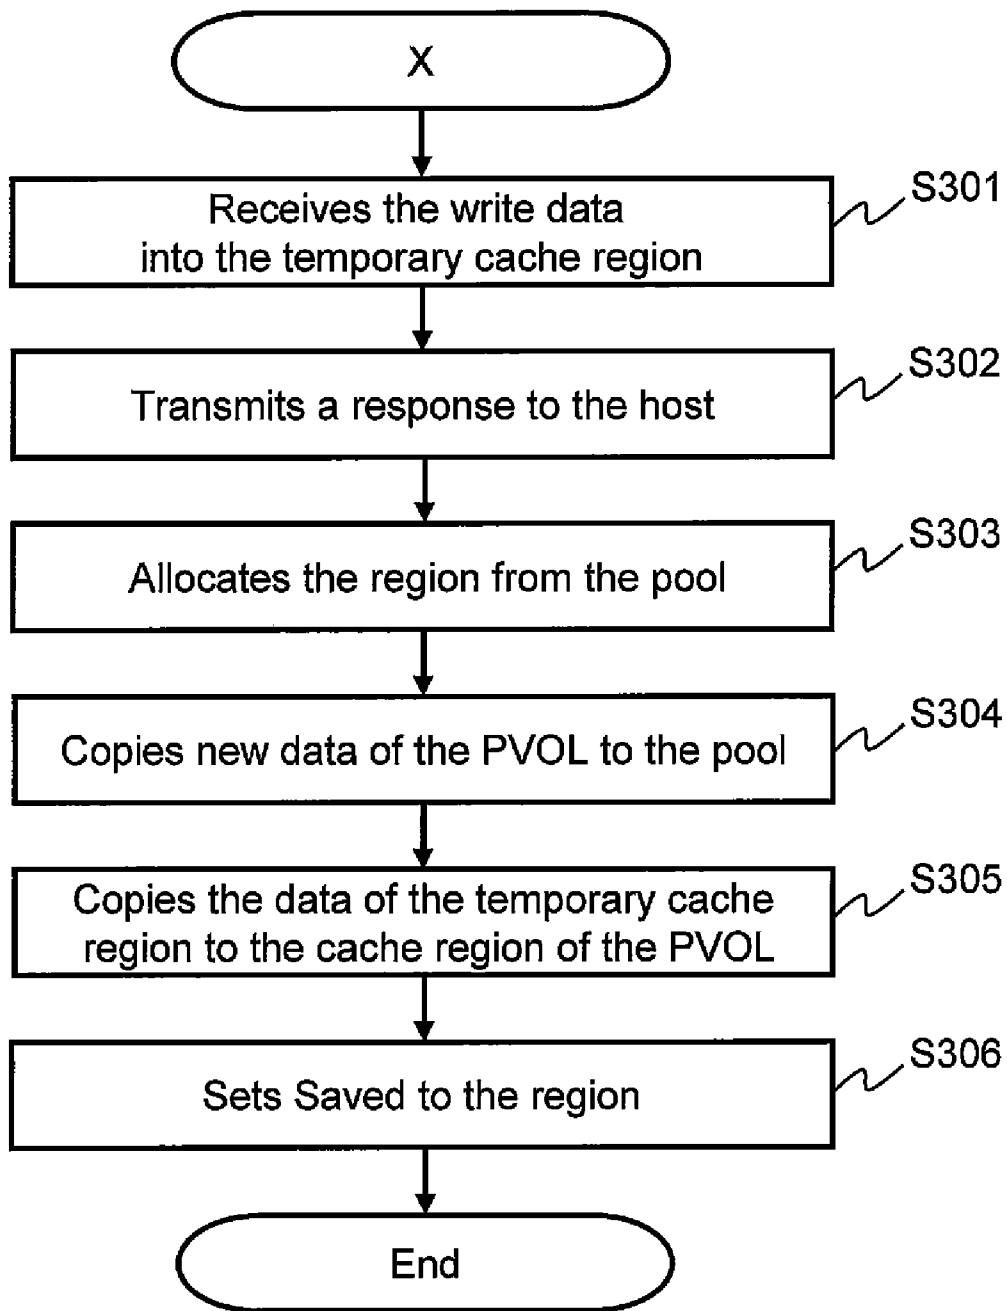 X
Receives the write data
into the temporary cache region
S301
Transmits a response to the host
S302
Allocates the region from the pool
S303
Copies new data of the PVOL to the pool
S304
Copies the data of the temporary cache
region to the cache region of the PVOL
S305
Sets Saved to the region
S306
End